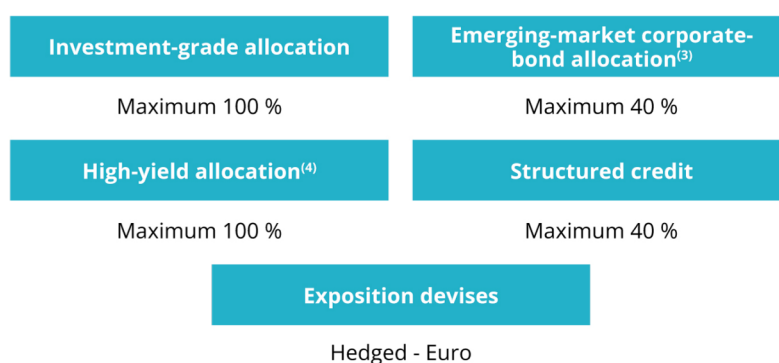 Investment-grade allocation
Maximum 100 %
Emerging-market corporate-
bond allocation(3)
Maximum 40 %
High-yield allocation(4)
Maximum 100 %
Structured credit
Maximum 40 %
Exposition devises
Hedged - Euro